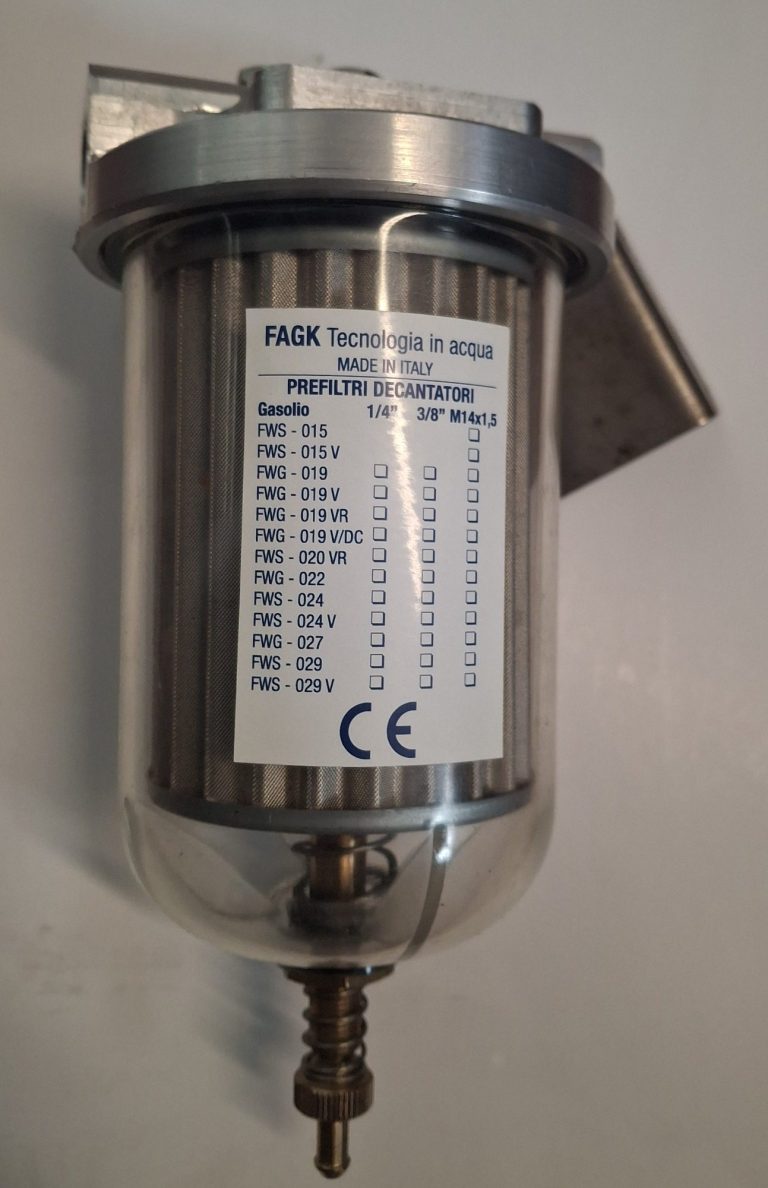 FAGK Tecnologia in acqua
MADE IN ITALY
PREFILTRI DECANTATORI
Gasolio 1/4" 3/8" M14x1,5
FWS - 015 ❏
FWS - 015 V ❏
FWG - 019 ❏ ❏ ❏
FWG - 019 V ❏ ❏ ❏
FWG - 019 VR ❏ ❏ ❏
FWG - 019 V/DC ❏ ❏ ❏
FWS - 020 VR ❏ ❏ ❏
FWG - 022 ❏ ❏ ❏
FWS - 024 ❏ ❏ ❏
FWS - 024 V ❏ ❏ ❏
FWG - 027 ❏ ❏ ❏
FWS - 029 ❏ ❏ ❏
FWS - 029 V ❏ ❏ ❏
CE